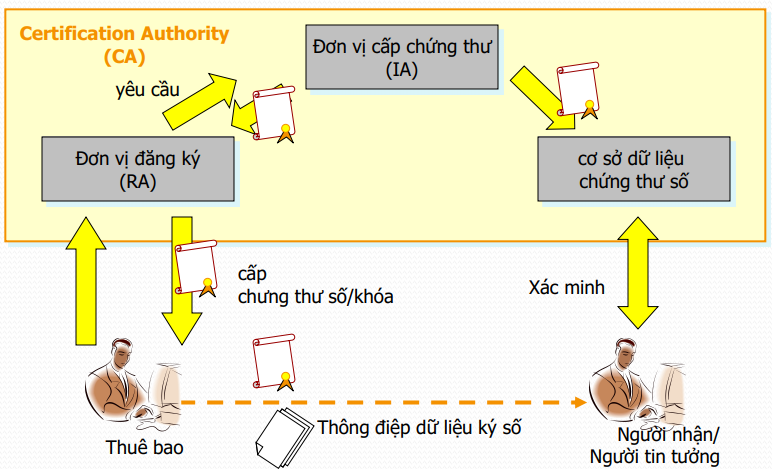 Certification Authority
(CA)
Đơn vị cấp chứng thư
(IA)
yêu cầu
Đơn vị đăng ký
(RA)
cơ sở dữ liệu
chứng thư số
cấp
chưng thư số/khóa
Xác minh
Thông điệp dữ liệu ký số
Thuê bao
Người nhận/
Người tin tưởng